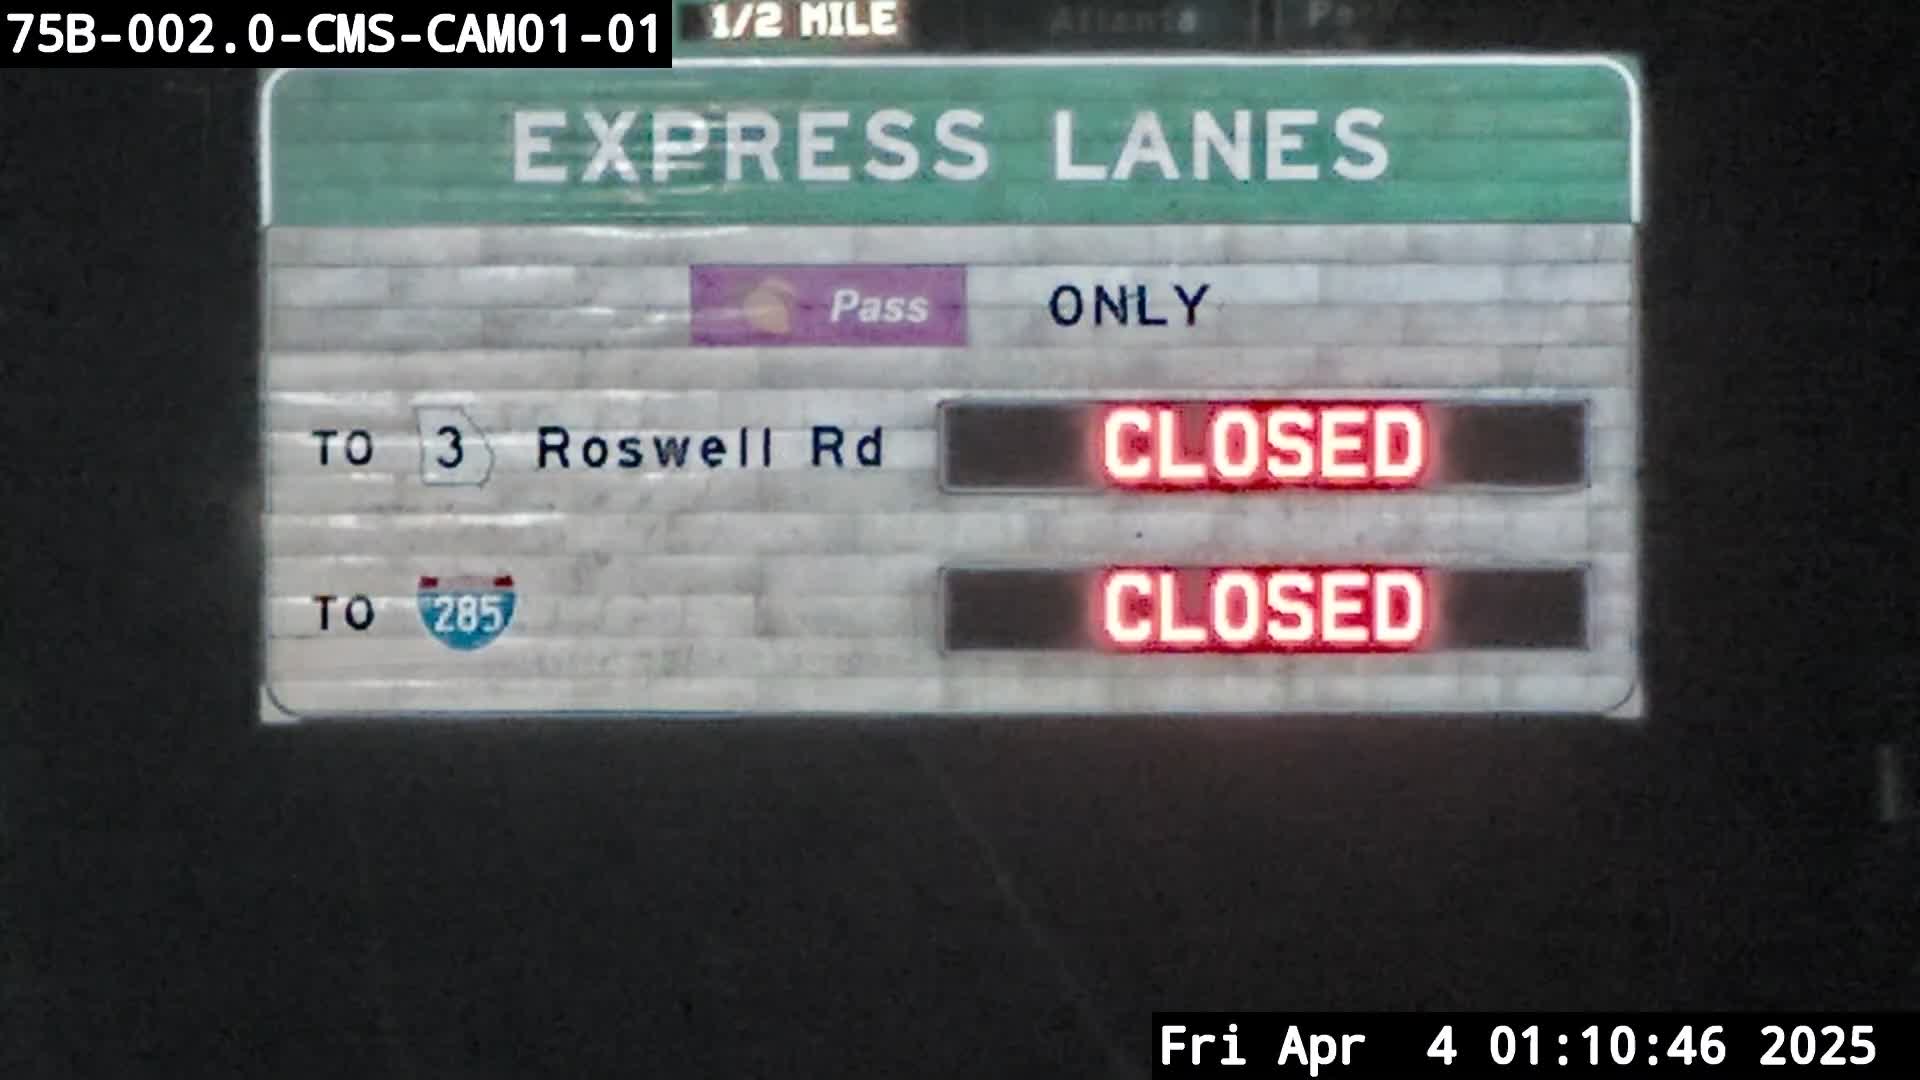 75B-002.0-CMS-CAM01-01
1/2 MILE
Atlanta
EXPRESS LANES
Pass ONLY
TO 3 Roswell Rd CLOSED
TO 285 CLOSED
Fri Apr 4 01:10:46 2025